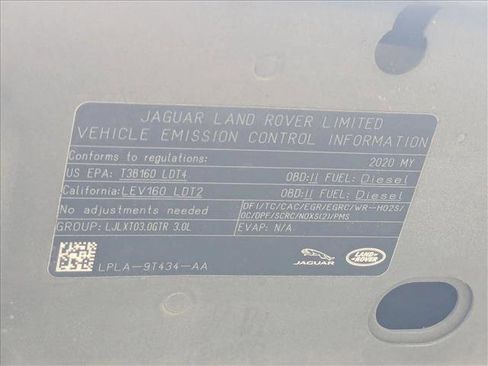 JAGUAR LAND ROVER LIMITED
VEHICLE EMISSION CONTROL INFORMATION
Conforms to regulations: 2020 MY
US EPA: T3B160 LDT4 OBD:II FUEL: Diesel
California: LEV160 LDT2 OBD:II FUEL: Diesel
No adjustments needed DFI/TC/CAC/EGR/EGRC/WR-HO2S/
OC/DPF/SCRC/NOXS(2)/PMS
GROUP: LJLXT03.0GTR 3.0L EVAP: N/A
LPLA-9T434-AA
JAGUAR
LAND-
ROVER